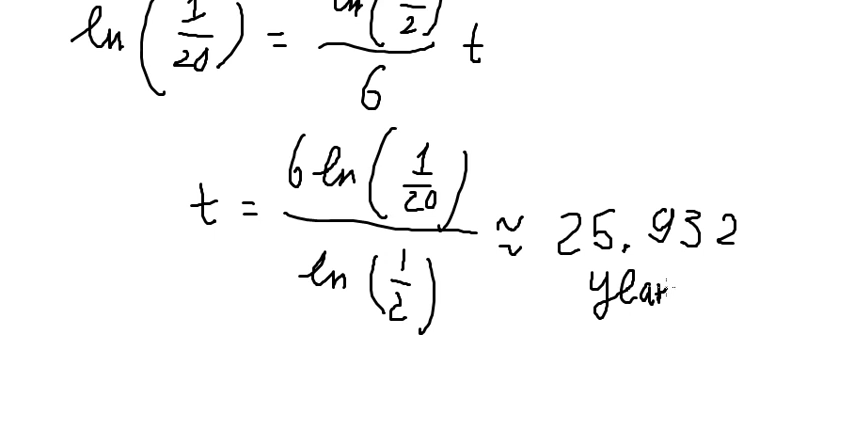 ln(1/20) = ln(1/2)/6 t
t = 6 ln(1/20)/ln(1/2) ≈ 25.932
year